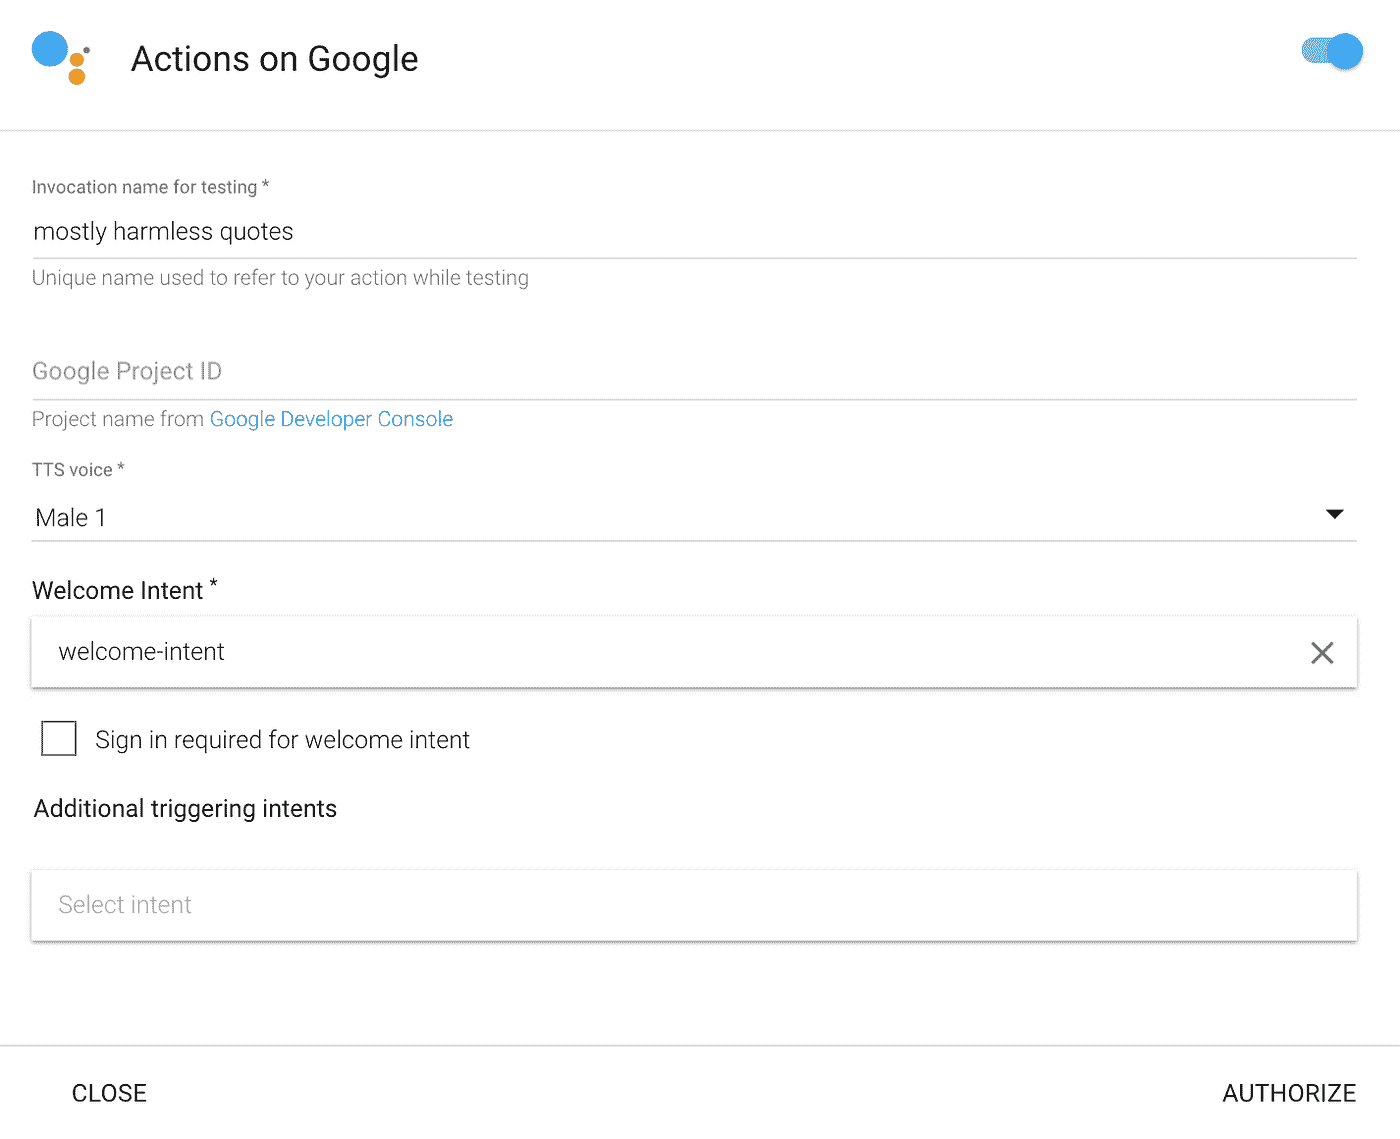 Actions on Google
Invocation name for testing *
mostly harmless quotes
Unique name used to refer to your action while testing
Google Project ID
Project name from Google Developer Console
TTS voice *
Male 1
Welcome Intent *
welcome-intent
Sign in required for welcome intent
Additional triggering intents
Select intent
CLOSE
AUTHORIZE